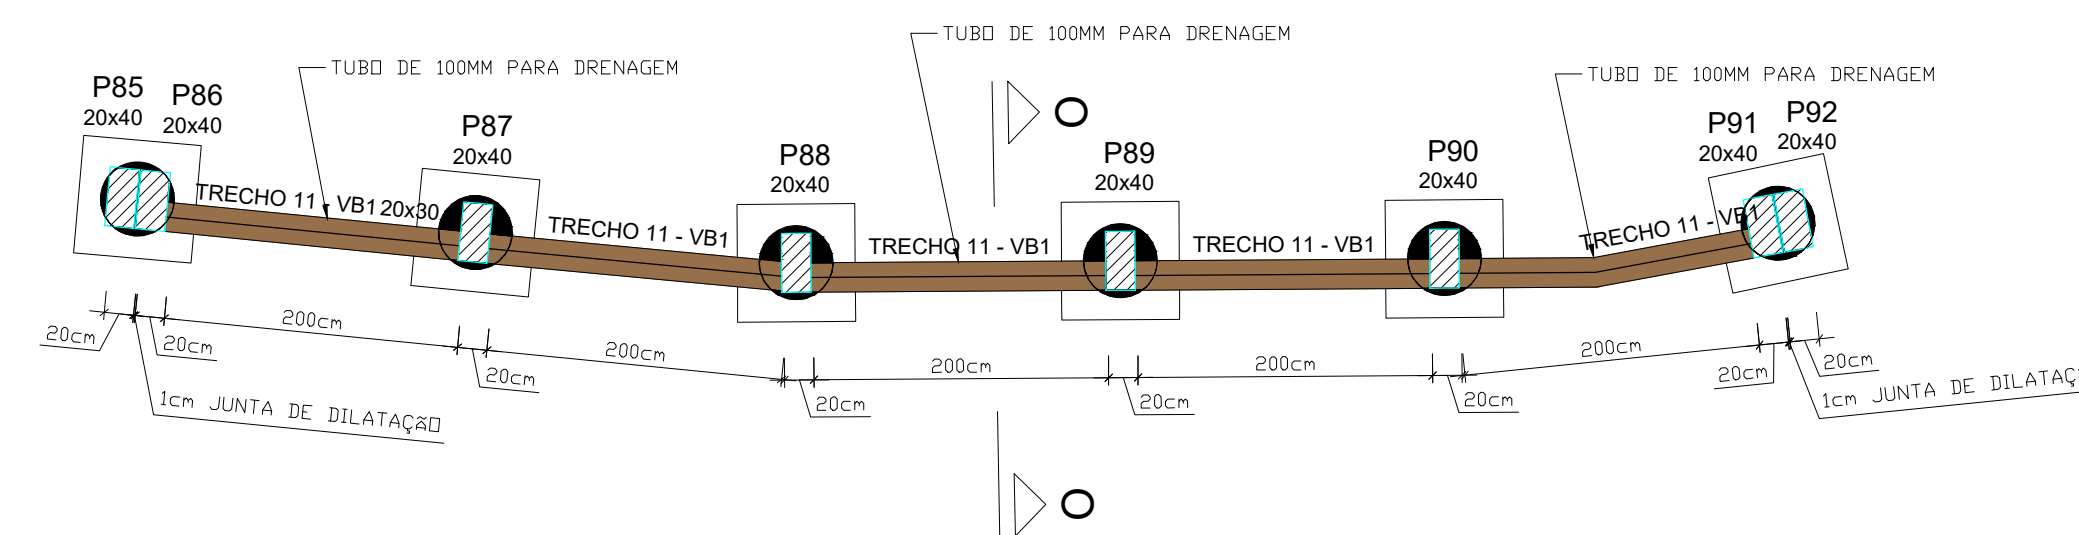 TUBO DE 100MM PARA DRENAGEM
TUBO DE 100MM PARA DRENAGEM
TUBO DE 100MM PARA DRENAGEM
P85
20x40
P86
20x40
P87
20x40
P88
20x40
P89
20x40
P90
20x40
P91
20x40
P92
20x40
O
TRECHO 11 - VB1 20x30
TRECHO 11 - VB1
TRECHO 11 - VB1
TRECHO 11 - VB1
TRECHO 11 - VB1
20cm
20cm
200cm
20cm
200cm
20cm
200cm
20cm
200cm
20cm
200cm
20cm
20cm
1cm JUNTA DE DILATAÇÃO
1cm JUNTA DE
O